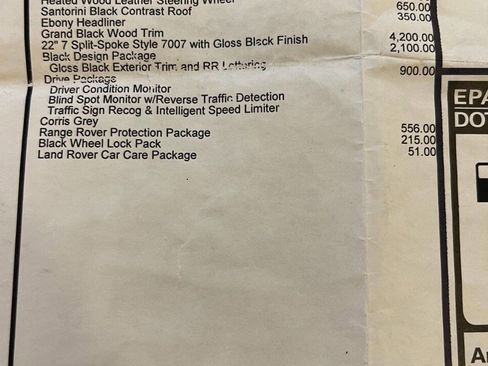 Heated Wood Leather Steering Wheel
Santorini Black Contrast Roof 650.00
Ebony Headliner 350.00
Grand Black Wood Trim
22" 7 Split-Spoke Style 7007 with Gloss Black Finish 4,200.00
Black Design Package 2,100.00
Gloss Black Exterior Trim and RR Lettering
Drive Package 900.00
Driver Condition Monitor
Blind Spot Monitor w/Reverse Traffic Detection
Traffic Sign Recog & Intelligent Speed Limiter
Corris Grey
Range Rover Protection Package 556.00
Black Wheel Lock Pack 215.00
Land Rover Car Care Package 51.00
EPA
DOT